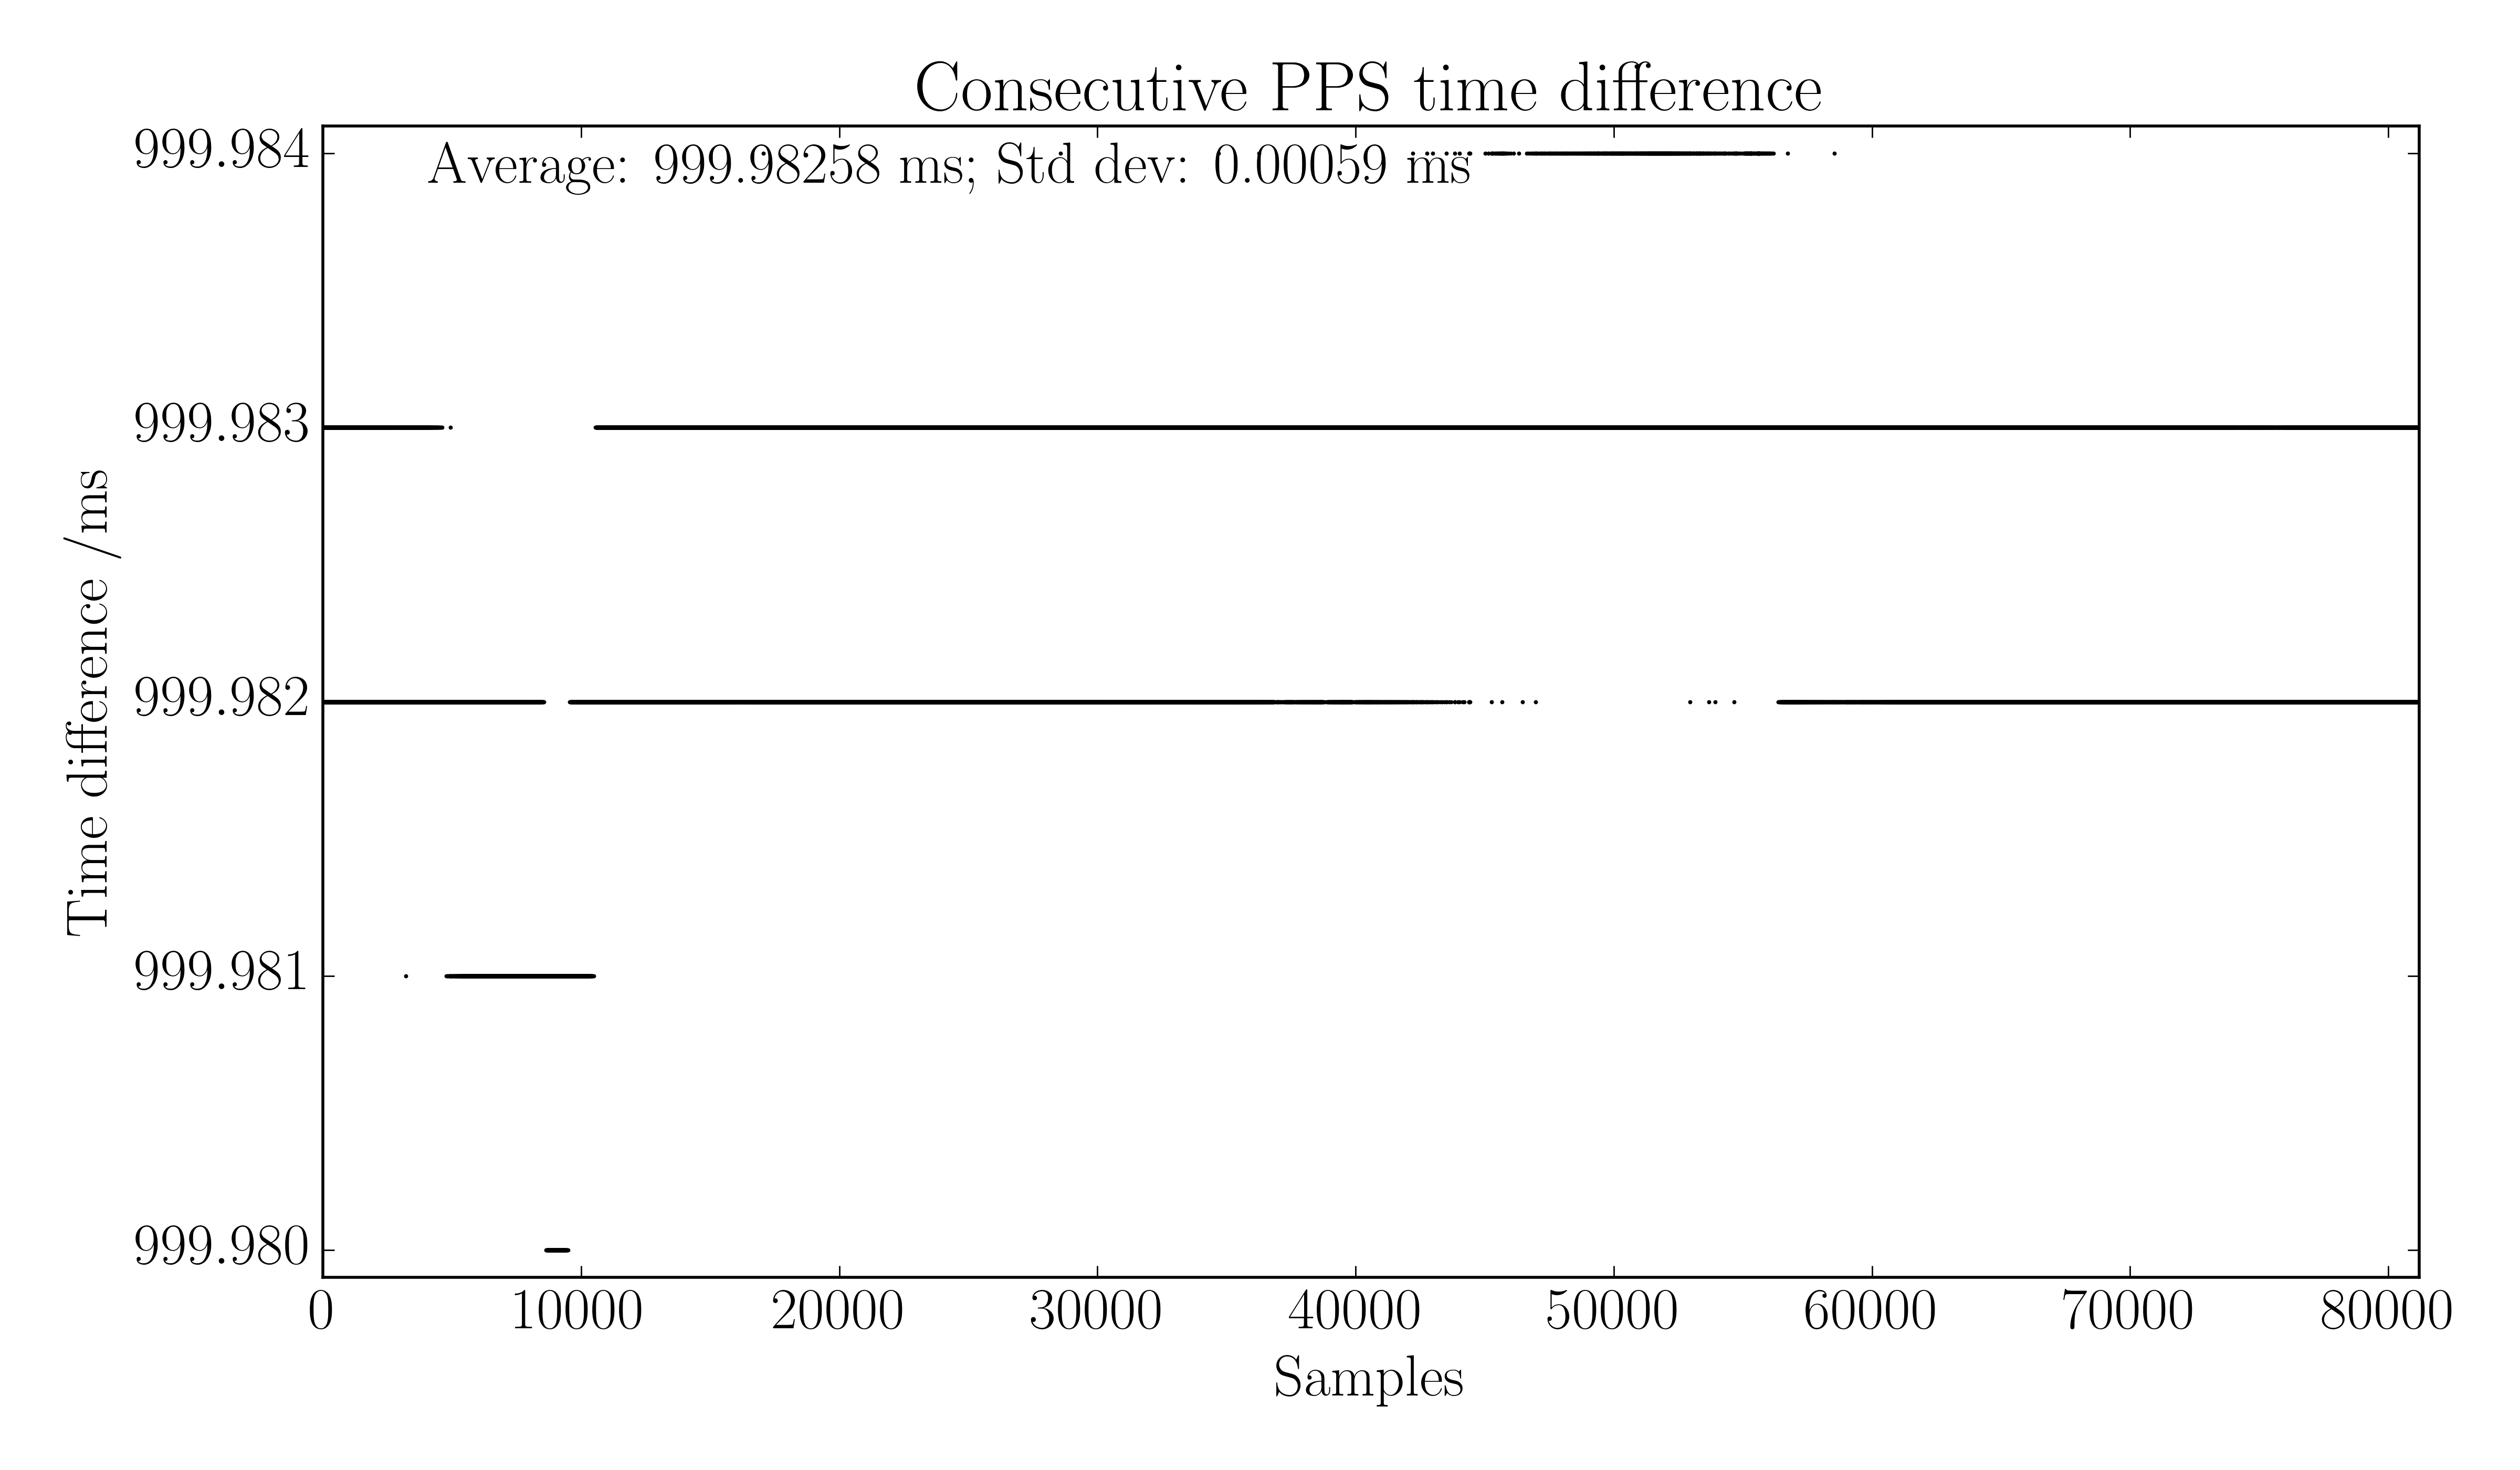 Consecutive PPS time difference
Average: 999.98258 ms; Std dev: 0.00059 ms
999.984
999.983
999.982
999.981
999.980
Time difference /ms
0 10000 20000 30000 40000 50000 60000 70000 80000
Samples